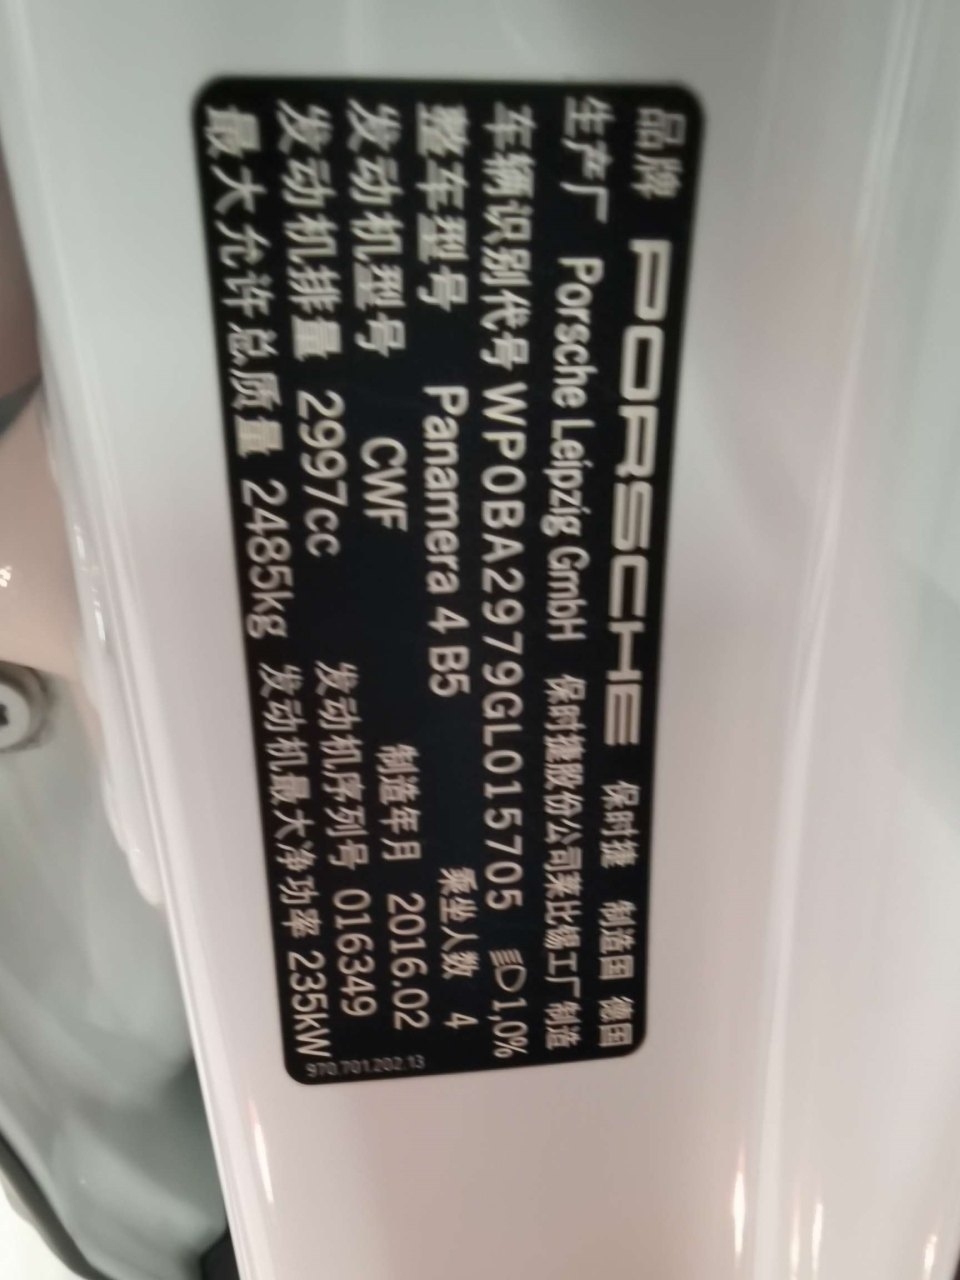 品牌 PORSCHE 保时捷 制造国 德国
生产厂 Porsche Leipzig GmbH 保时捷股份公司莱比锡工厂制造
车辆识别代号 WP0BA2979GL015705 1,0%
整车型号 Panamera 4 B5 乘坐人数 4
发动机型号 CWF 制造年月 2016.02
发动机排量 2997cc 发动机序列号 016349
最大允许总质量 2485kg 发动机最大净功率 235kW
970.701.202.13